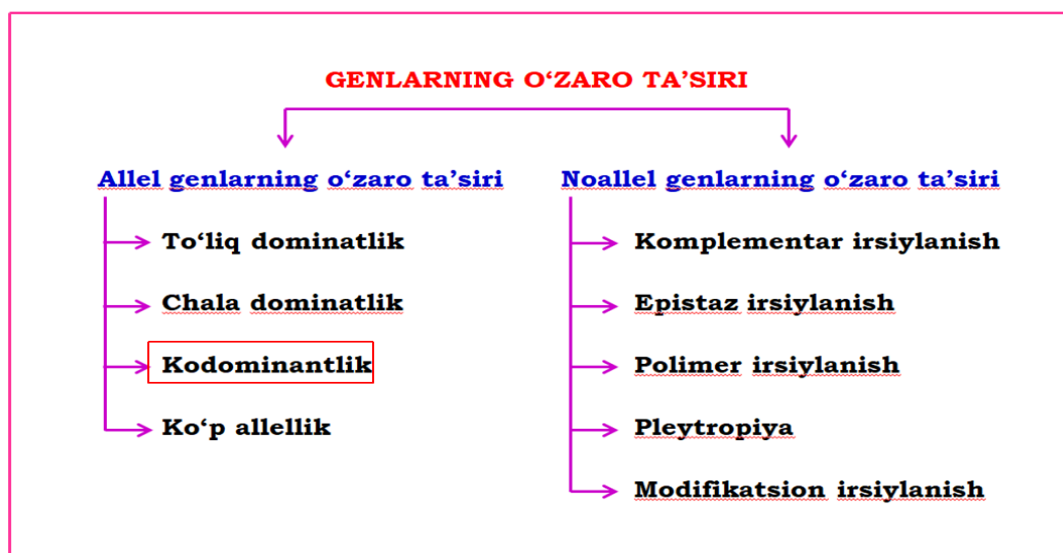 GENLARNING O‘ZARO TA’SIRI
Allel genlarning o‘zaro ta’siri
To‘liq dominatlik
Chala dominatlik
Kodominantlik
Ko‘p allellik
Noallel genlarning o‘zaro ta’siri
Komplementar irsiylanish
Epistaz irsiylanish
Polimer irsiylanish
Pleytropiya
Modifikatsion irsiylanish